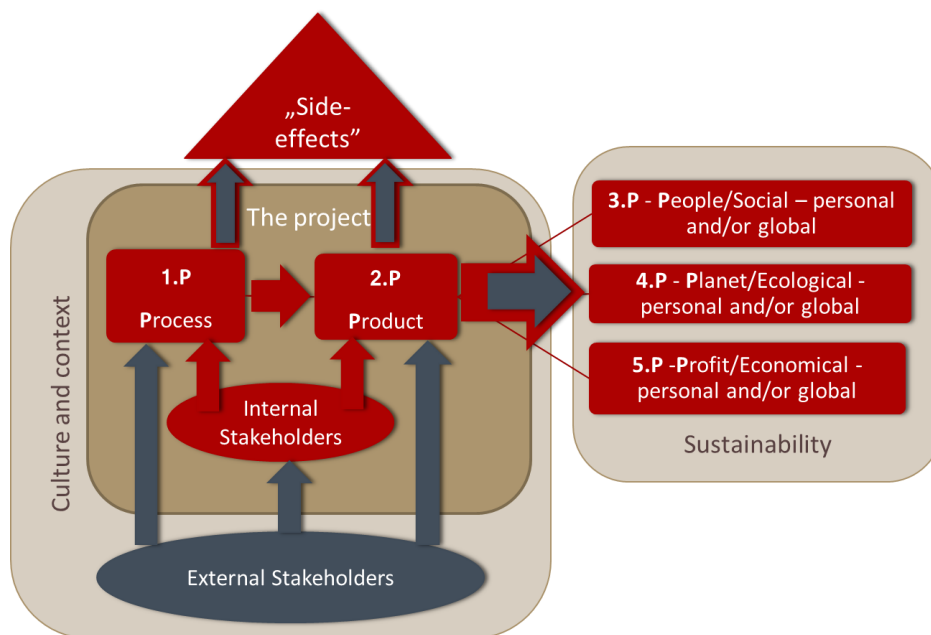 „Side-
effects”
The project
1.P
Process
2.P
Product
Internal
Stakeholders
External Stakeholders
Culture and context
3.P - People/Social – personal
and/or global
4.P - Planet/Ecological -
personal and/or global
5.P -Profit/Economical -
personal and/or global
Sustainability